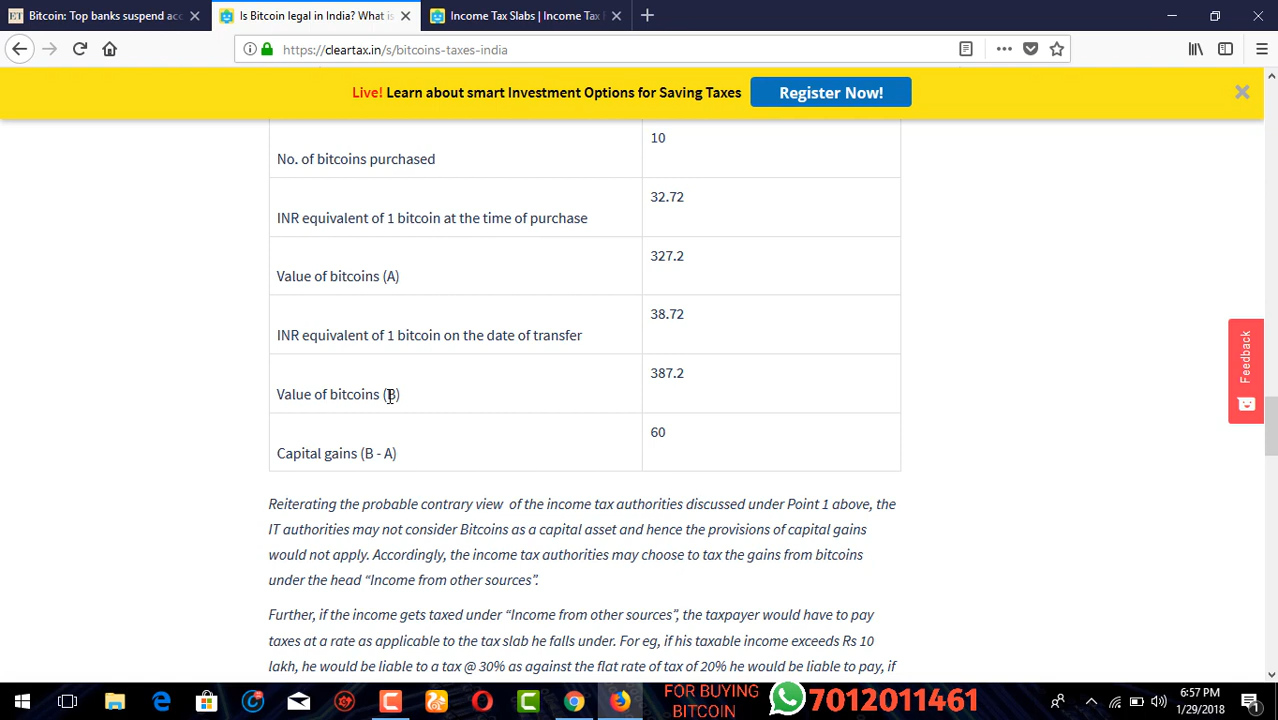 Bitcoin: Top banks suspend acc
Is Bitcoin legal in India? What is
Income Tax Slabs | Income Tax
https://cleartax.in/s/bitcoins-taxes-india
Live! Learn about smart Investment Options for Saving Taxes
Register Now!
No. of bitcoins purchased
10
INR equivalent of 1 bitcoin at the time of purchase
32.72
Value of bitcoins (A)
327.2
INR equivalent of 1 bitcoin on the date of transfer
38.72
Value of bitcoins (B)
387.2
Capital gains (B - A)
60
Feedback
Reiterating the probable contrary view of the income tax authorities discussed under Point 1 above, the
IT authorities may not consider Bitcoins as a capital asset and hence the provisions of capital gains
would not apply. Accordingly, the income tax authorities may choose to tax the gains from bitcoins
under the head “Income from other sources”.
Further, if the income gets taxed under “Income from other sources”, the taxpayer would have to pay
taxes at a rate as applicable to the tax slab he falls under. For eg, if his taxable income exceeds Rs 10
lakh, he would be liable to a tax @ 30% as against the flat rate of tax of 20% he would be liable to pay, if
FOR BUYING
BITCOIN
7012011461
6:57 PM
1/29/2018